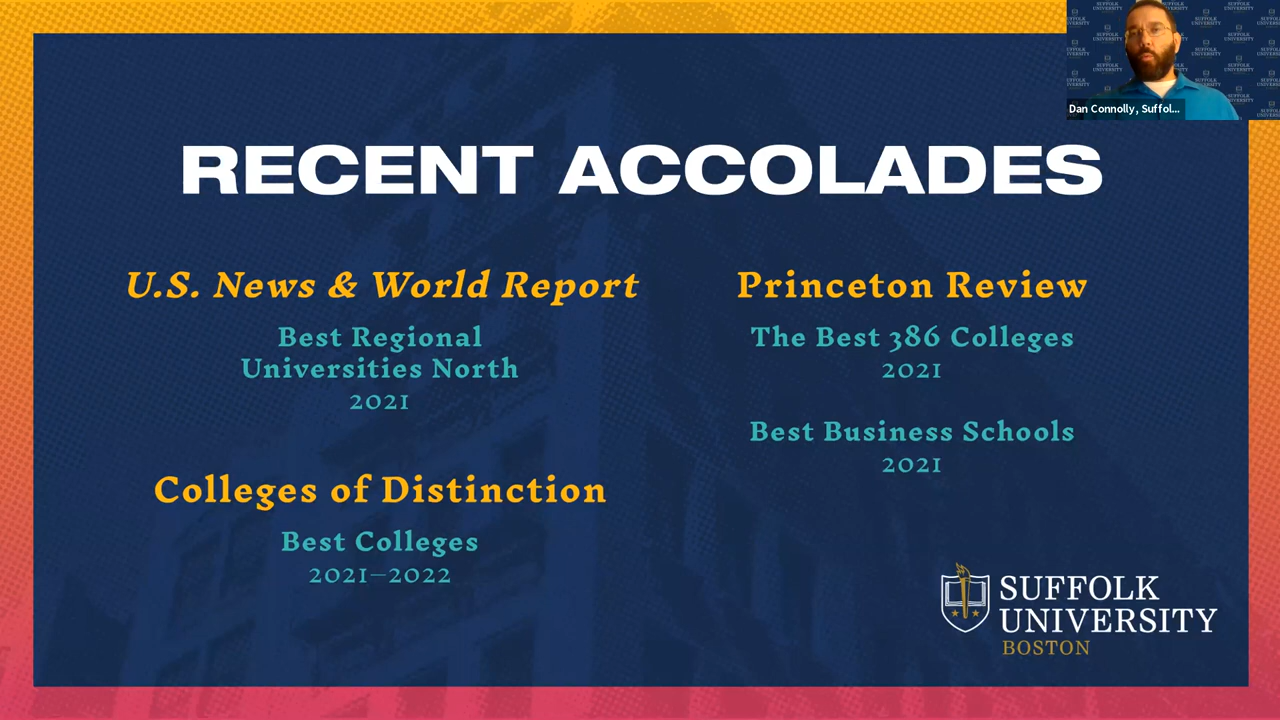 RECENT ACCOLADES
U.S. News & World Report
Best Regional
Universities North
2021
Colleges of Distinction
Best Colleges
2021–2022
Princeton Review
The Best 386 Colleges
2021
Best Business Schools
2021
SUFFOLK
UNIVERSITY
BOSTON
Dan Connolly, Suffol...